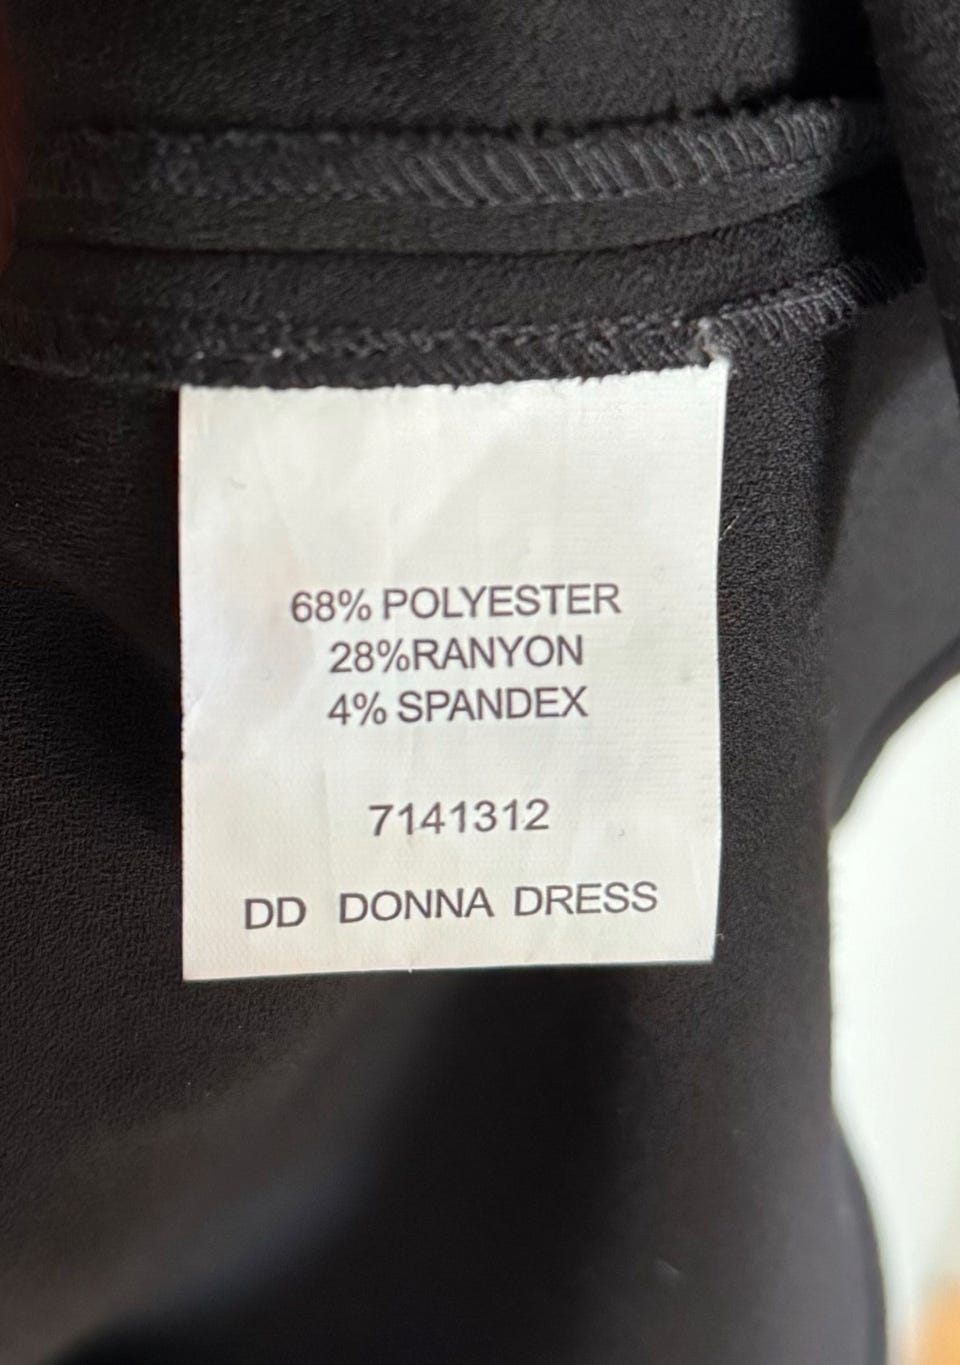 68% POLYESTER
28%RANYON
4% SPANDEX
7141312
DD DONNA DRESS